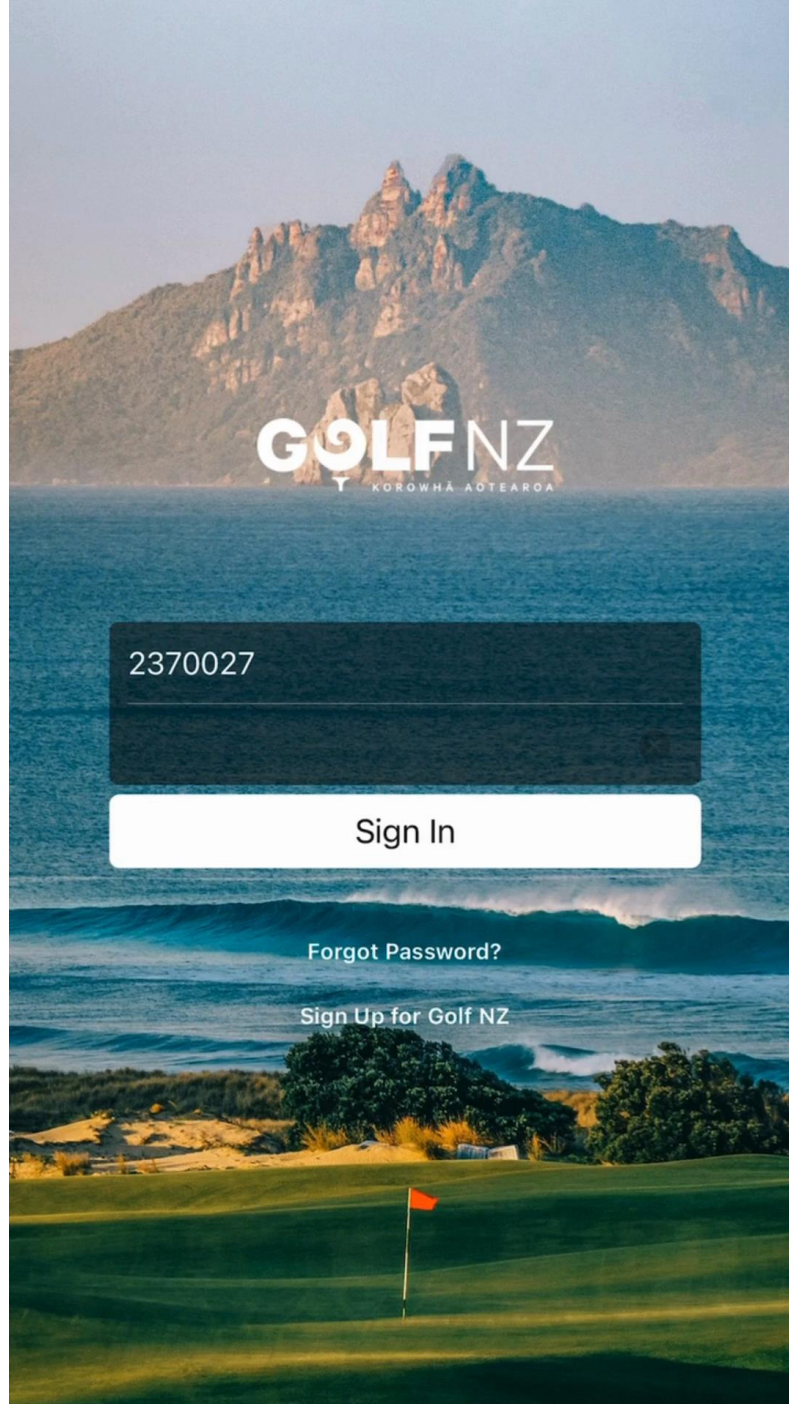 GOLF NZ
KOROWHĀ AOTEAROA
2370027
Sign In
Forgot Password?
Sign Up for Golf NZ